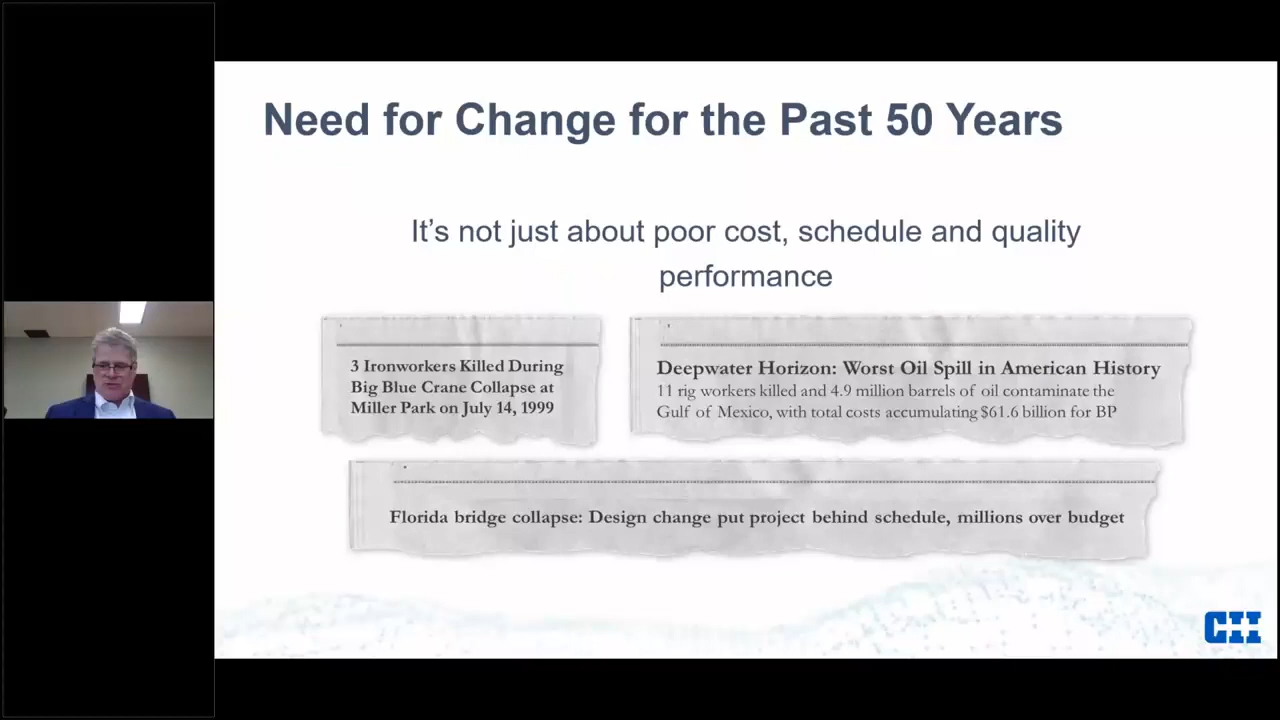 Need for Change for the Past 50 Years
It's not just about poor cost, schedule and quality
performance
3 Ironworkers Killed During
Big Blue Crane Collapse at
Miller Park on July 14, 1999
Deepwater Horizon: Worst Oil Spill in American History
11 rig workers killed and 4.9 million barrels of oil contaminate the
Gulf of Mexico, with total costs accumulating $61.6 billion for BP
Florida bridge collapse: Design change put project behind schedule, millions over budget
CII